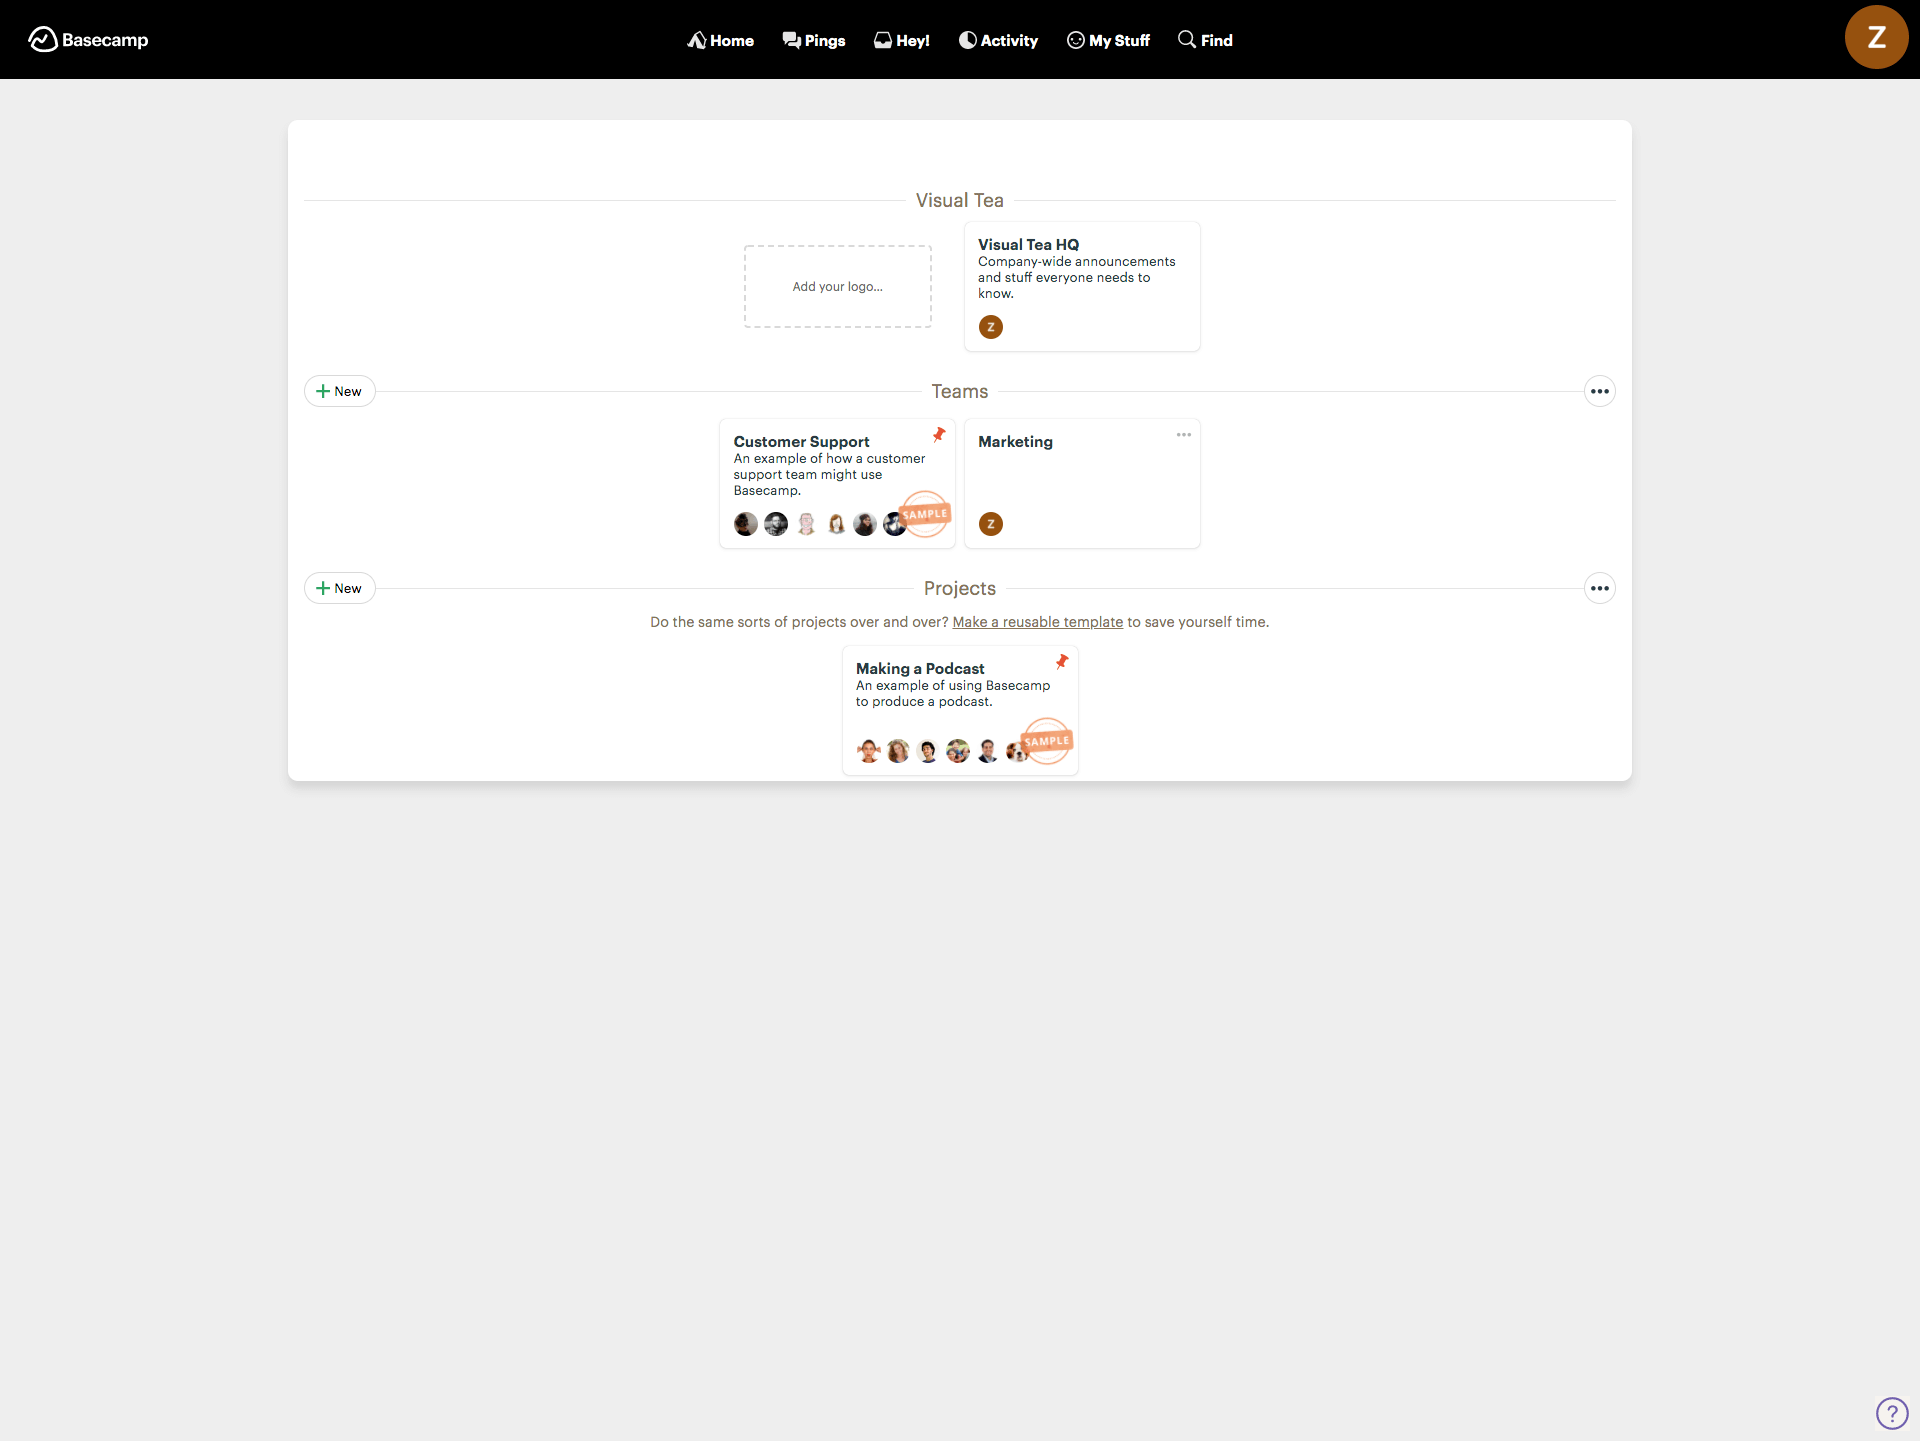 Basecamp
Home
Pings
Hey!
Activity
My Stuff
Find
Z
Visual Tea
Add your logo...
Visual Tea HQ
Company-wide announcements
and stuff everyone needs to
know.
Z
New
Teams
Customer Support
An example of how a customer
support team might use
Basecamp.
SAMPLE
Marketing
Z
New
Projects
Do the same sorts of projects over and over? Make a reusable template to save yourself time.
Making a Podcast
An example of using Basecamp
to produce a podcast.
SAMPLE
?